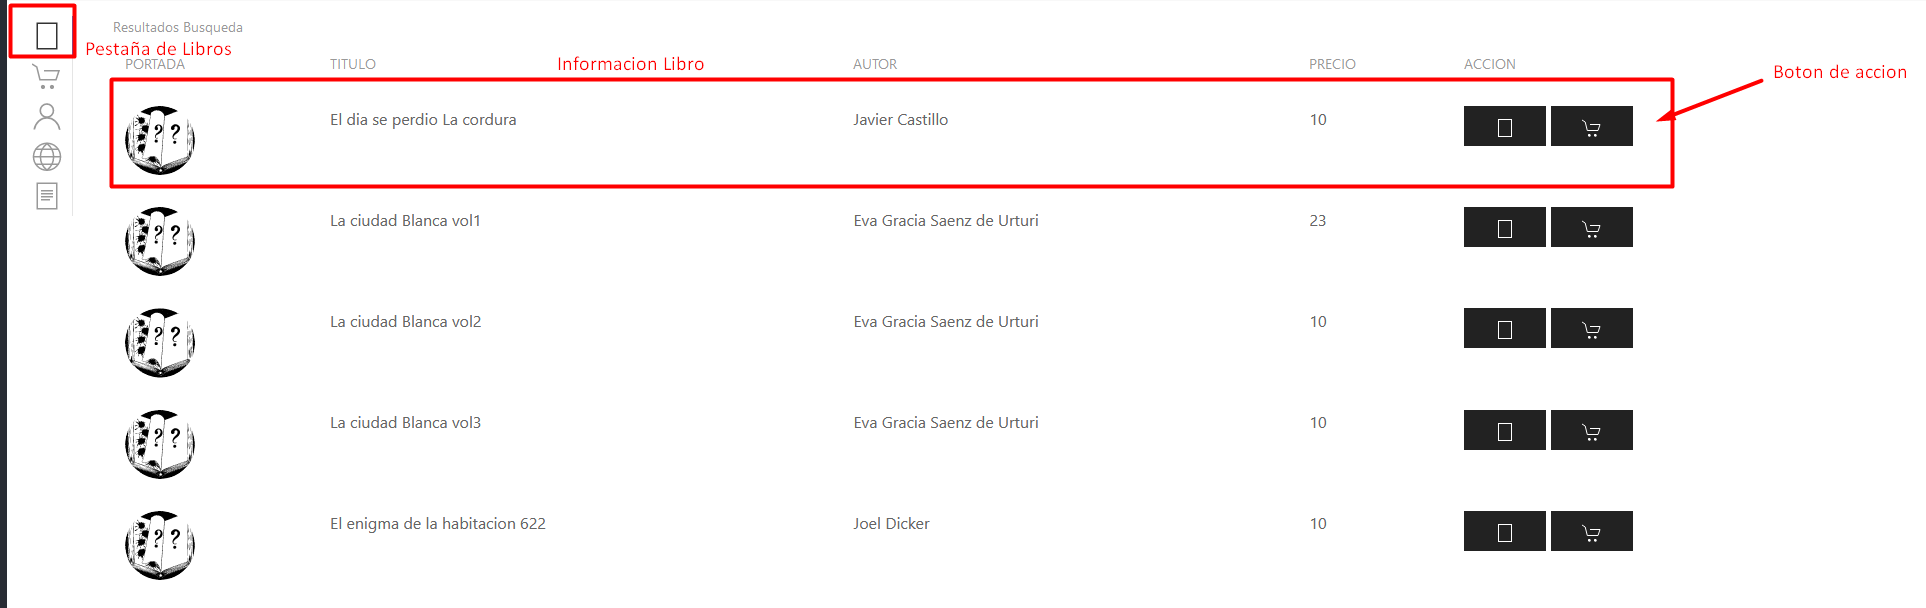 Resultados Busqueda
Pestaña de Libros
Informacion Libro
PORTADA TITULO AUTOR PRECIO ACCION
Boton de accion
El dia se perdio La cordura Javier Castillo 10
? ?
La ciudad Blanca vol1 Eva Gracia Saenz de Urturi 23
? ?
La ciudad Blanca vol2 Eva Gracia Saenz de Urturi 10
? ?
La ciudad Blanca vol3 Eva Gracia Saenz de Urturi 10
? ?
El enigma de la habitacion 622 Joel Dicker 10
? ?